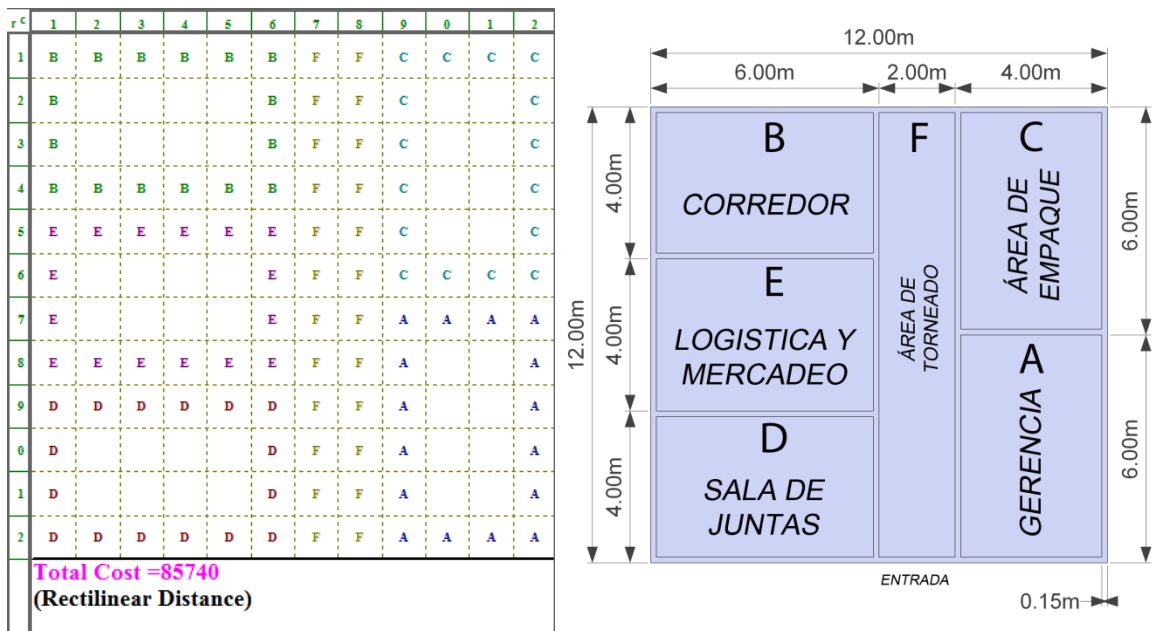 r c 1 2 3 4 5 6 7 8 9 0 1 2
1 B B B B B B F F C C C C
2 B B F F C C
3 B B F F C C
4 B B B B B B F F C C
5 E E E E E E F F C C
6 E E F F C C C C
7 E E F F A A A A
8 E E E E E E F F A A
9 D D D D D D F F A A
0 D D F F A A
1 D D F F A A
2 D D D D D D F F A A A A
Total Cost =85740
(Rectilinear Distance)
12.00m
6.00m 2.00m 4.00m
12.00m
4.00m
4.00m
4.00m
B
CORREDOR
E
LOGISTICA Y
MERCADEO
D
SALA DE
JUNTAS
F
ÁREA DE
TORNEADO
C
ÁREA DE
EMPAQUE
A
GERENCIA
6.00m
6.00m
ENTRADA
0.15m